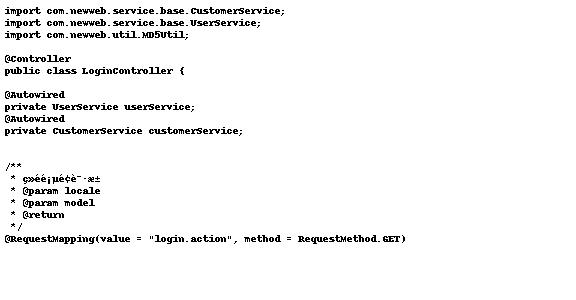 import com.newweb.service.base.CustomerService;
import com.newweb.service.base.UserService;
import com.newweb.util.MD5Util;
@Controller
public class LoginController {
@Autowired
private UserService userService;
@Autowired
private CustomerService customerService;
/**
*
* @param locale
* @param model
* @return
*/
@RequestMapping(value = "login.action", method = RequestMethod.GET)